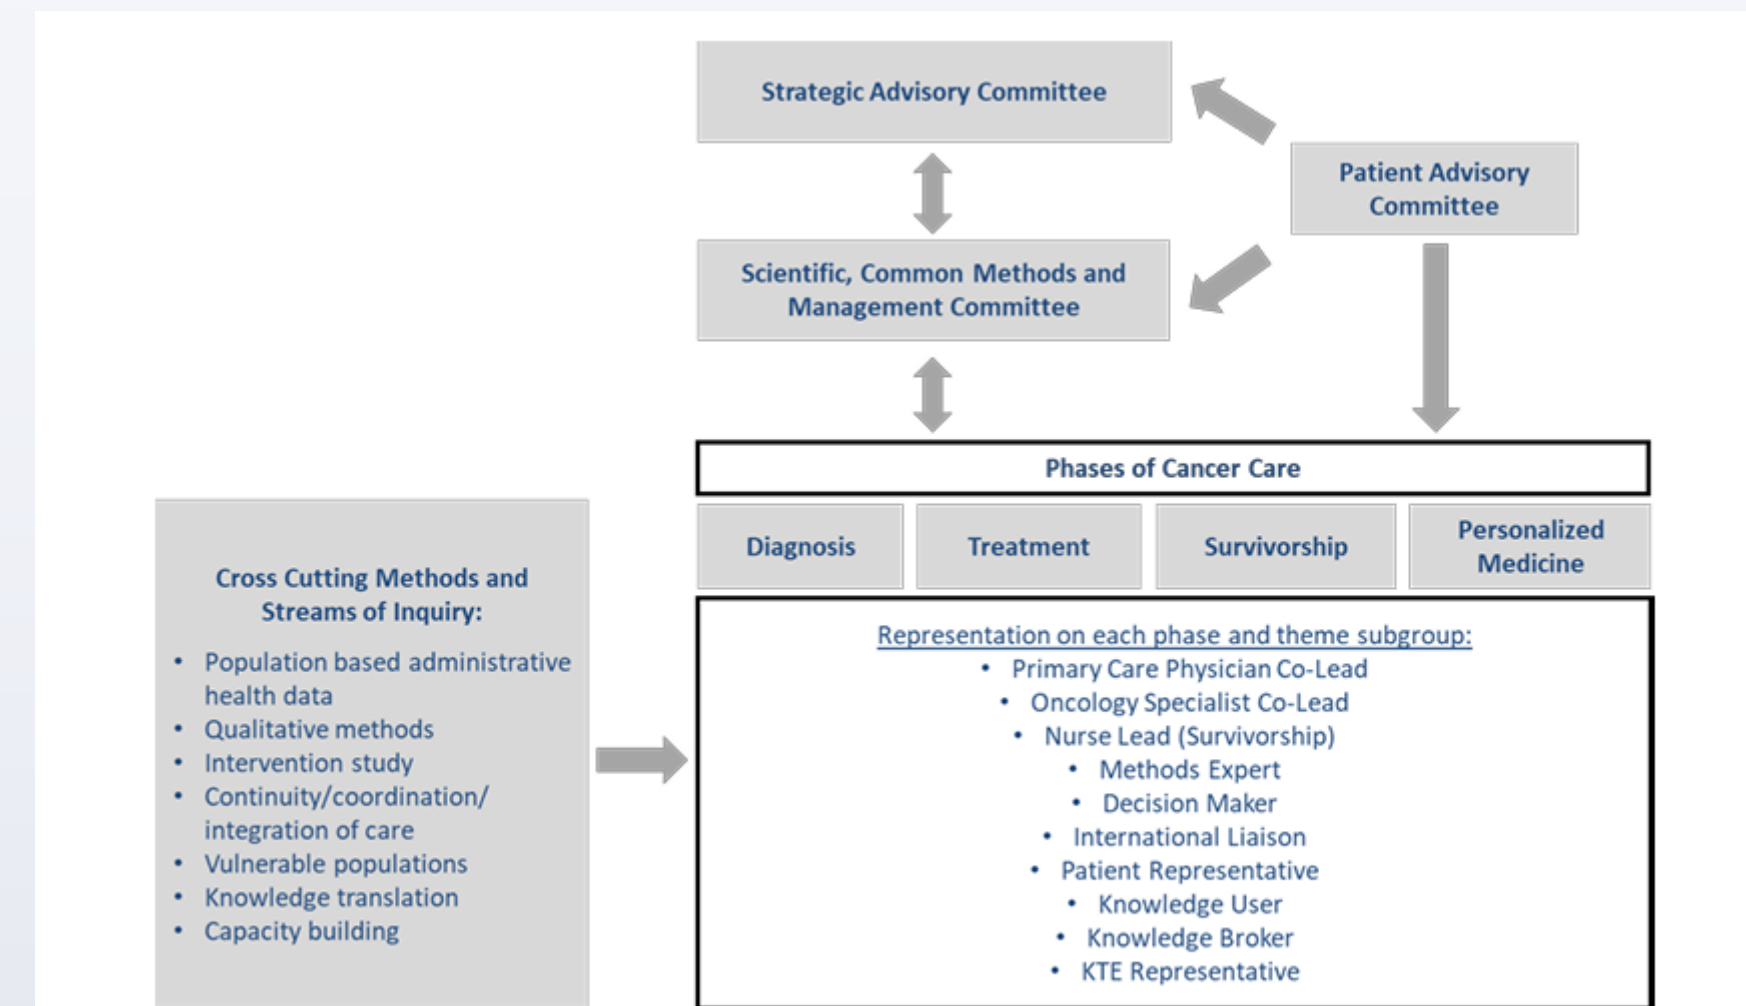 Strategic Advisory Committee
Patient Advisory
Committee
Scientific, Common Methods and
Management Committee
Phases of Cancer Care
Diagnosis
Treatment
Survivorship
Personalized
Medicine
Cross Cutting Methods and
Streams of Inquiry:
• Population based administrative
health data
• Qualitative methods
• Intervention study
• Continuity/coordination/
integration of care
• Vulnerable populations
• Knowledge translation
• Capacity building
Representation on each phase and theme subgroup:
• Primary Care Physician Co-Lead
• Oncology Specialist Co-Lead
• Nurse Lead (Survivorship)
• Methods Expert
• Decision Maker
• International Liaison
• Patient Representative
• Knowledge User
• Knowledge Broker
• KTE Representative